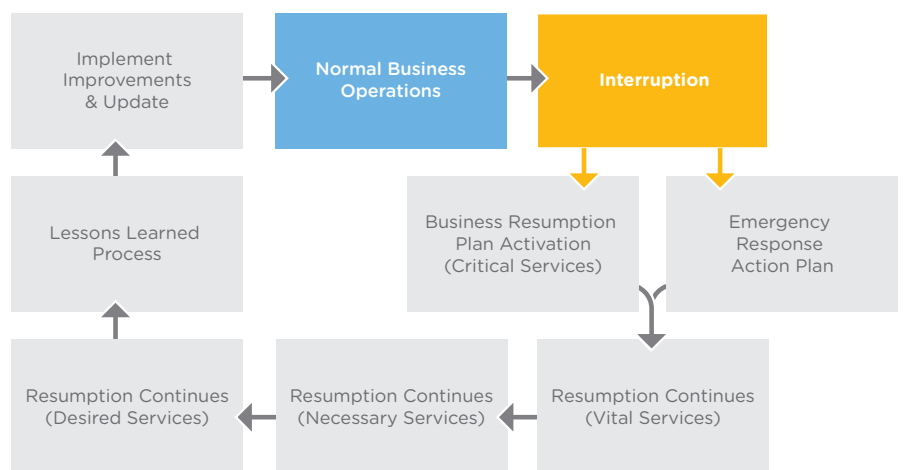 Implement
Improvements
& Update
Normal Business
Operations
Interruption
Lessons Learned
Process
Business Resumption
Plan Activation
(Critical Services)
Emergency
Response
Action Plan
Resumption Continues
(Desired Services)
Resumption Continues
(Necessary Services)
Resumption Continues
(Vital Services)